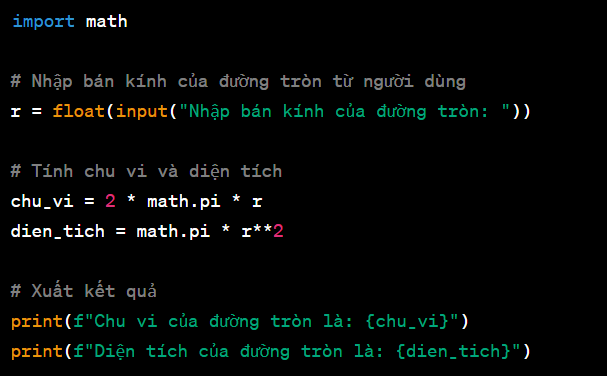 import math
# Nhập bán kính của đường tròn từ người dùng
r = float(input("Nhập bán kính của đường tròn: "))
# Tính chu vi và diện tích
chu_vi = 2 * math.pi * r
dien_tich = math.pi * r**2
# Xuất kết quả
print(f"Chu vi của đường tròn là: {chu_vi}")
print(f"Diện tích của đường tròn là: {dien_tich}")